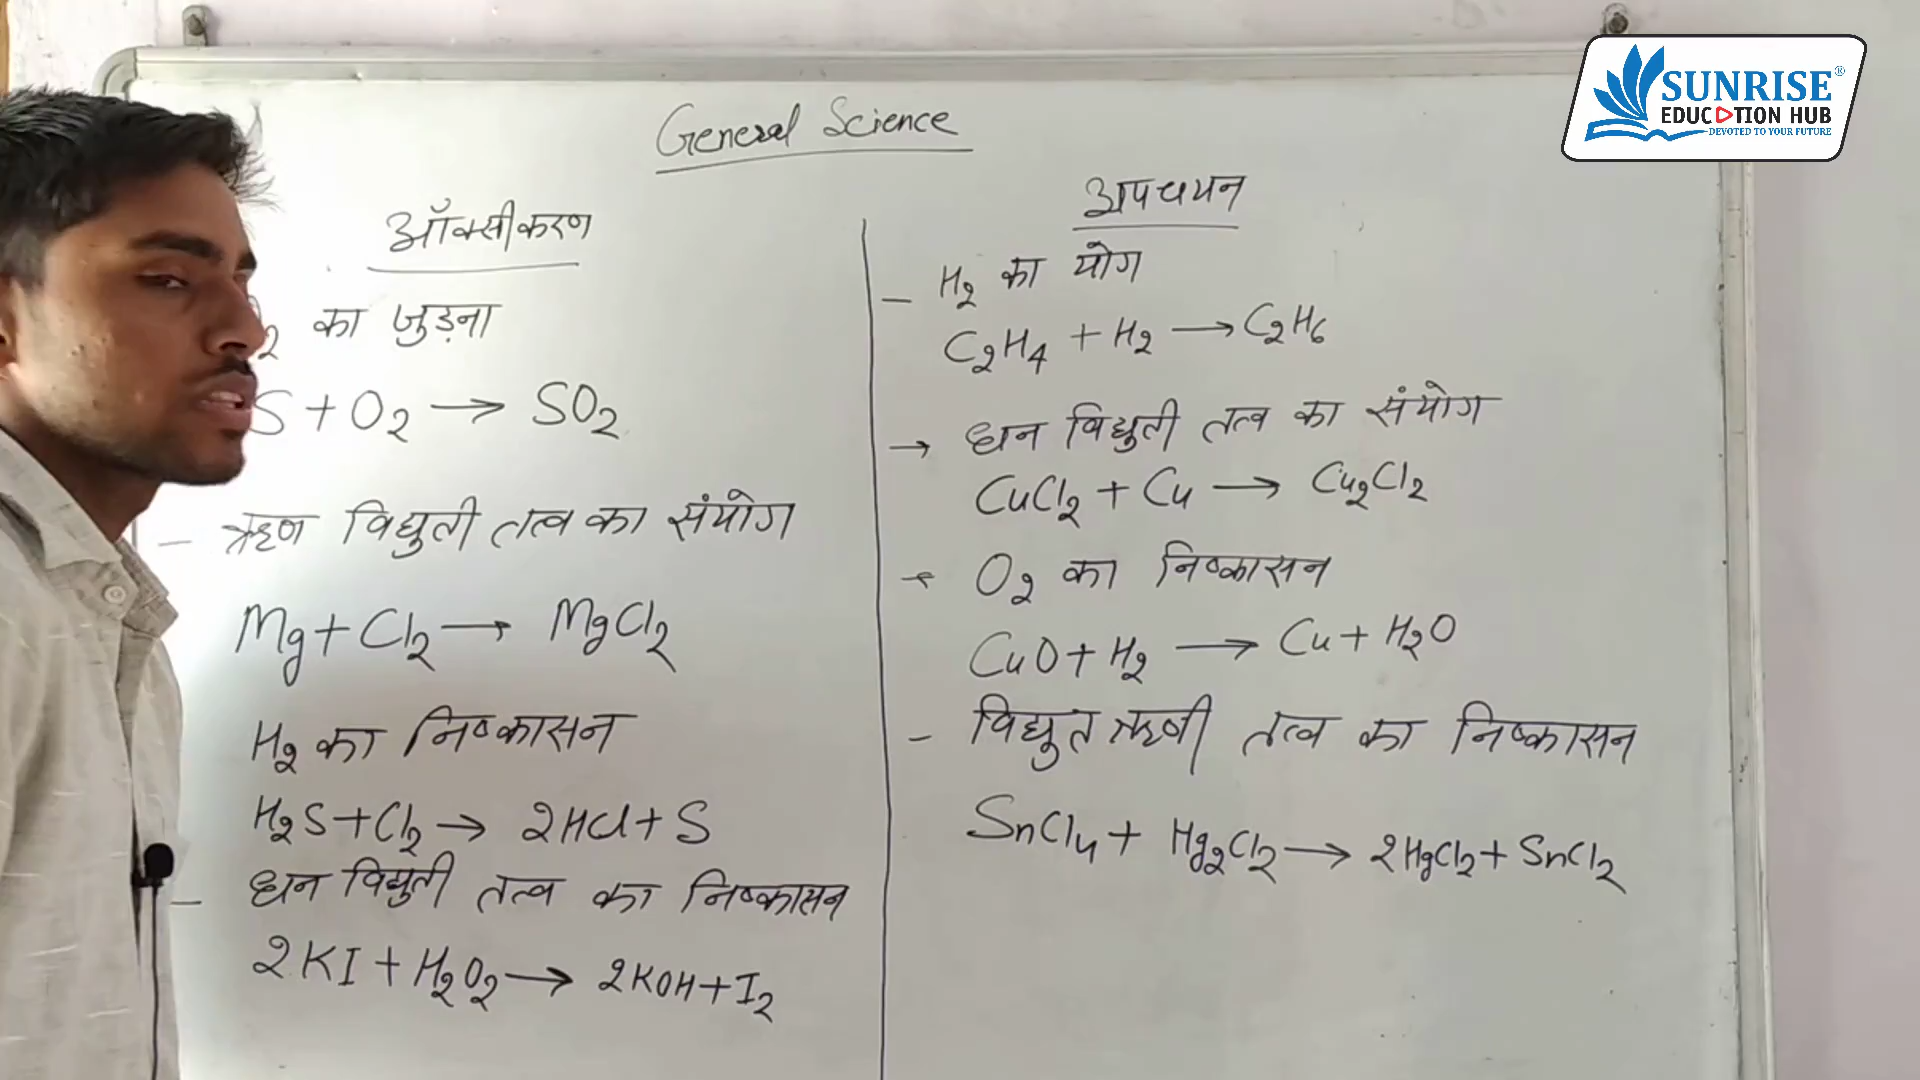 General Science
SUNRISE®
EDUCATION HUB
DEVOTED TO YOUR FUTURE
ऑक्सीकरण
2 का जुड़ना
S + O2 → SO2
- ऋण विद्युती तत्व का संयोग
Mg + Cl2 → MgCl2
H2 का निष्कासन
H2S + Cl2 → 2HCl + S
- धन विद्युती तत्व का निष्कासन
2KI + H2O2 → 2KOH + I2
अपचयन
- H2 का योग
C2H4 + H2 → C2H6
→ धन विद्युती तत्व का संयोग
CuCl2 + Cu → Cu2Cl2
- O2 का निष्कासन
CuO + H2 → Cu + H2O
- विद्युत ऋणी तत्व का निष्कासन
SnCl4 + Hg2Cl2 → 2HgCl2 + SnCl2